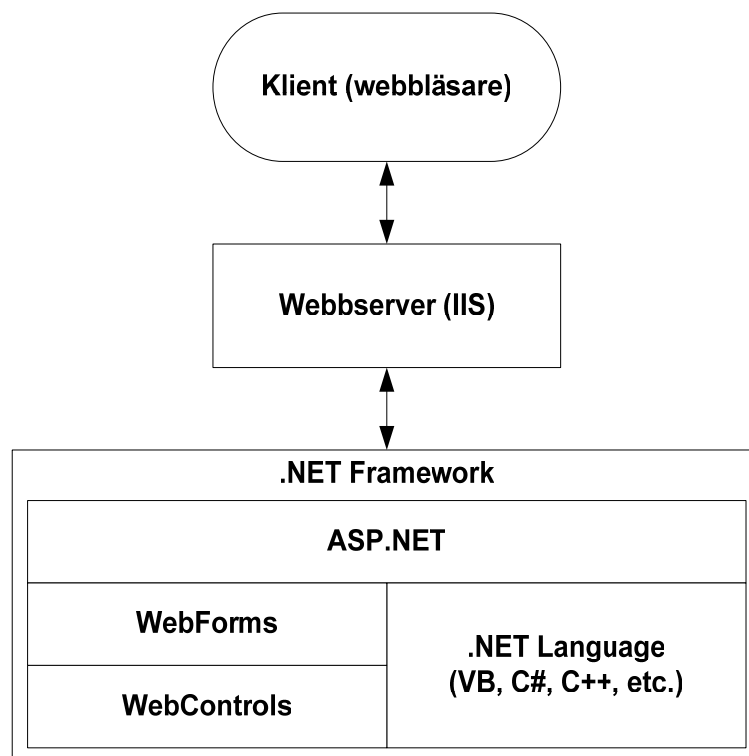 Klient (webbläsare)
Webbserver (IIS)
.NET Framework
ASP.NET
WebForms
WebControls
.NET Language
(VB, C#, C++, etc.)